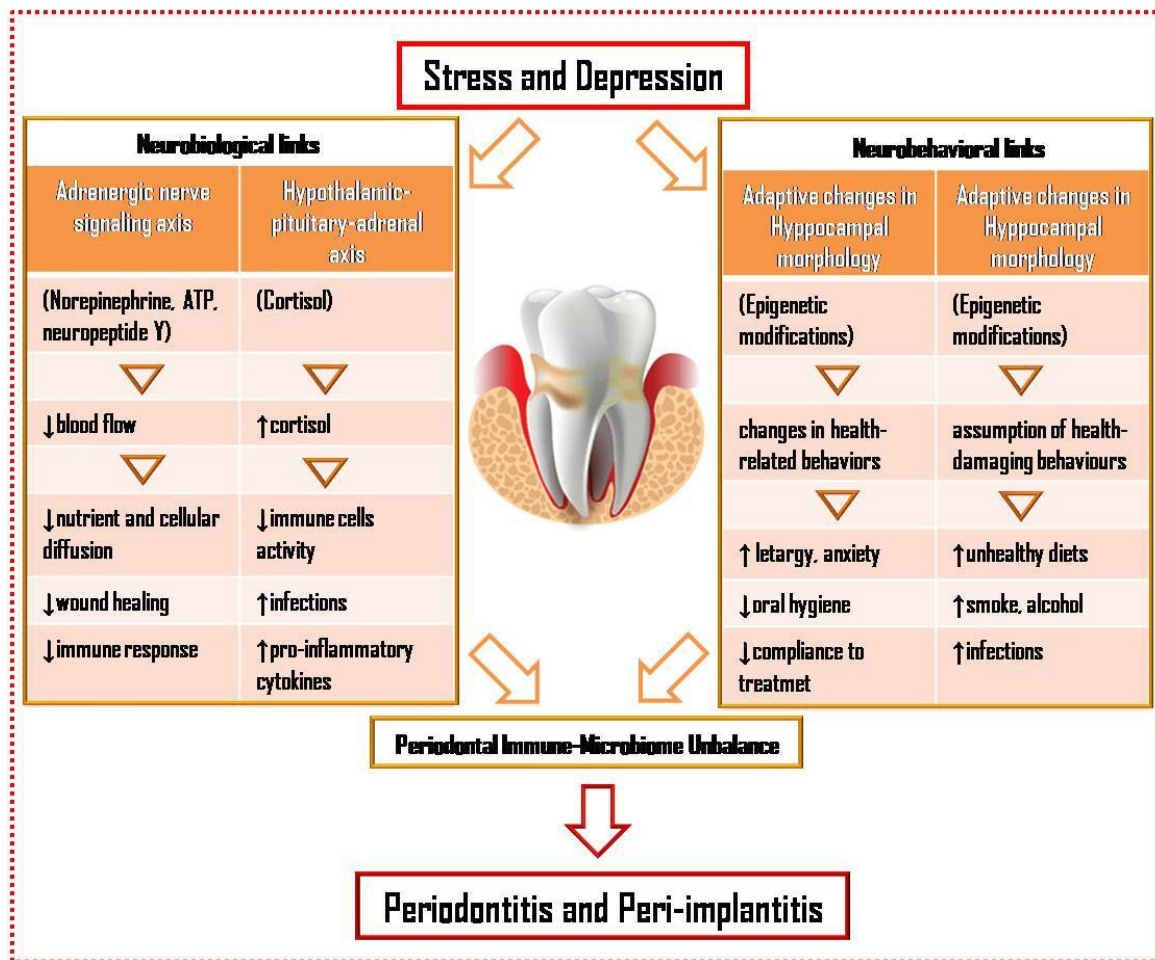 Stress and Depression
Neurobiological links
Adrenergic nerve
signaling axis
Hypothalamic-
pituitary-adrenal
axis
(Norepinephrine, ATP,
neuropeptide Y)
(Cortisol)
↓blood flow
↑cortisol
↓nutrient and cellular
diffusion
↓immune cells
activity
↓wound healing
↑infections
↓immune response
↑pro-inflammatory
cytokines
Neurobehavioral links
Adaptive changes in
Hyppocampal
morphology
Adaptive changes in
Hyppocampal
morphology
(Epigenetic
modifications)
(Epigenetic
modifications)
changes in health-
related behaviors
assumption of health-
damaging behaviours
↑ letargy, anxiety
↑unhealthy diets
↓oral hygiene
↑smoke, alcohol
↓compliance to
treatmet
↑infections
Periodontal Immune-Microbiome Unbalance
Periodontitis and Peri-implantitis